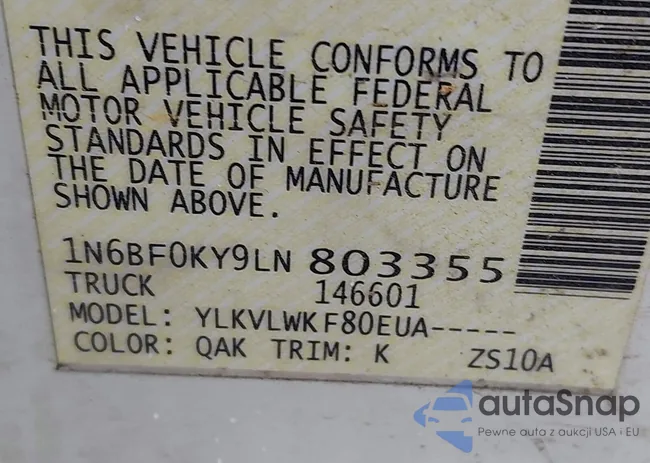 THIS VEHICLE CONFORMS TO
ALL APPLICABLE FEDERAL
MOTOR VEHICLE SAFETY
STANDARDS IN EFFECT ON
THE DATE OF MANUFACTURE
SHOWN ABOVE.
1N6BF0KY9LN 803355
TRUCK 146601
MODEL: YLKVLWKF80EUA-----
COLOR: QAK TRIM: K ZS10A
autaSnap
Pewne auta z aukcji USA i EU